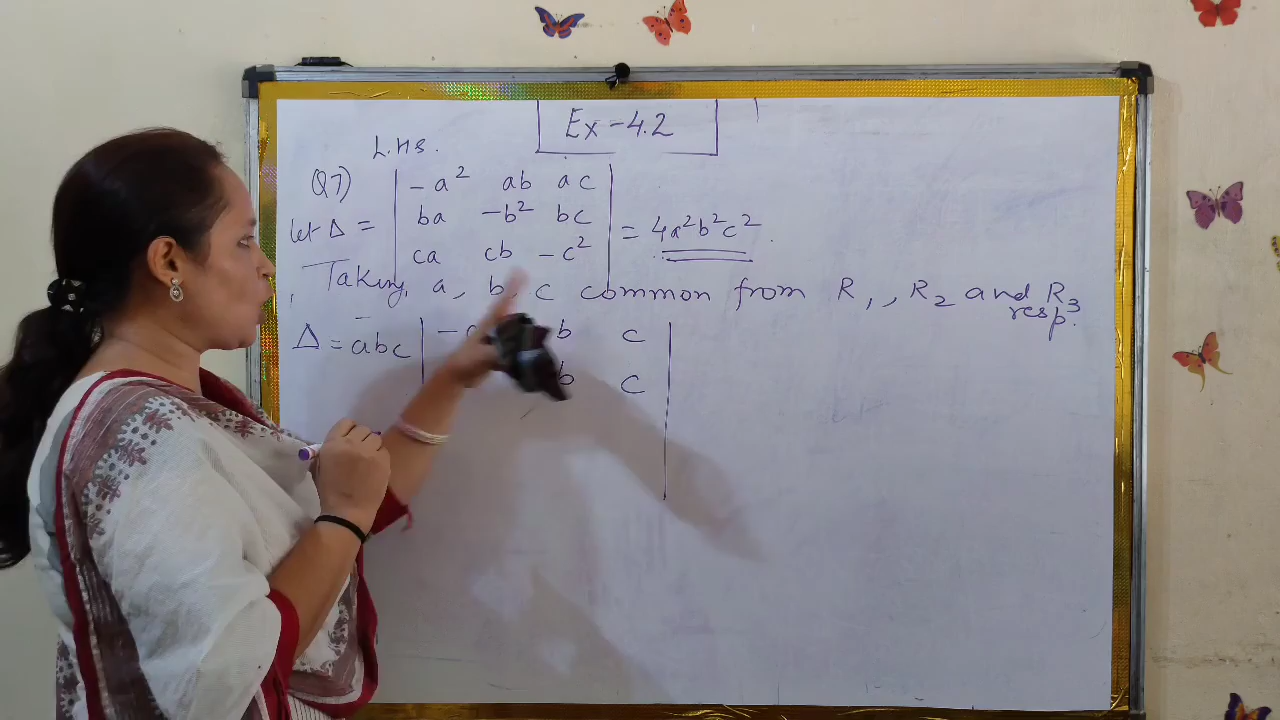 Ex-4.2
L.H.S.
Q7)
let Δ = | -a² ab ac |
| ba -b² bc | = 4a²b²c².
| ca cb -c² |
Taking a, b, c common from R₁, R₂ and R₃
resp.
Δ = abc | - b c |
b c